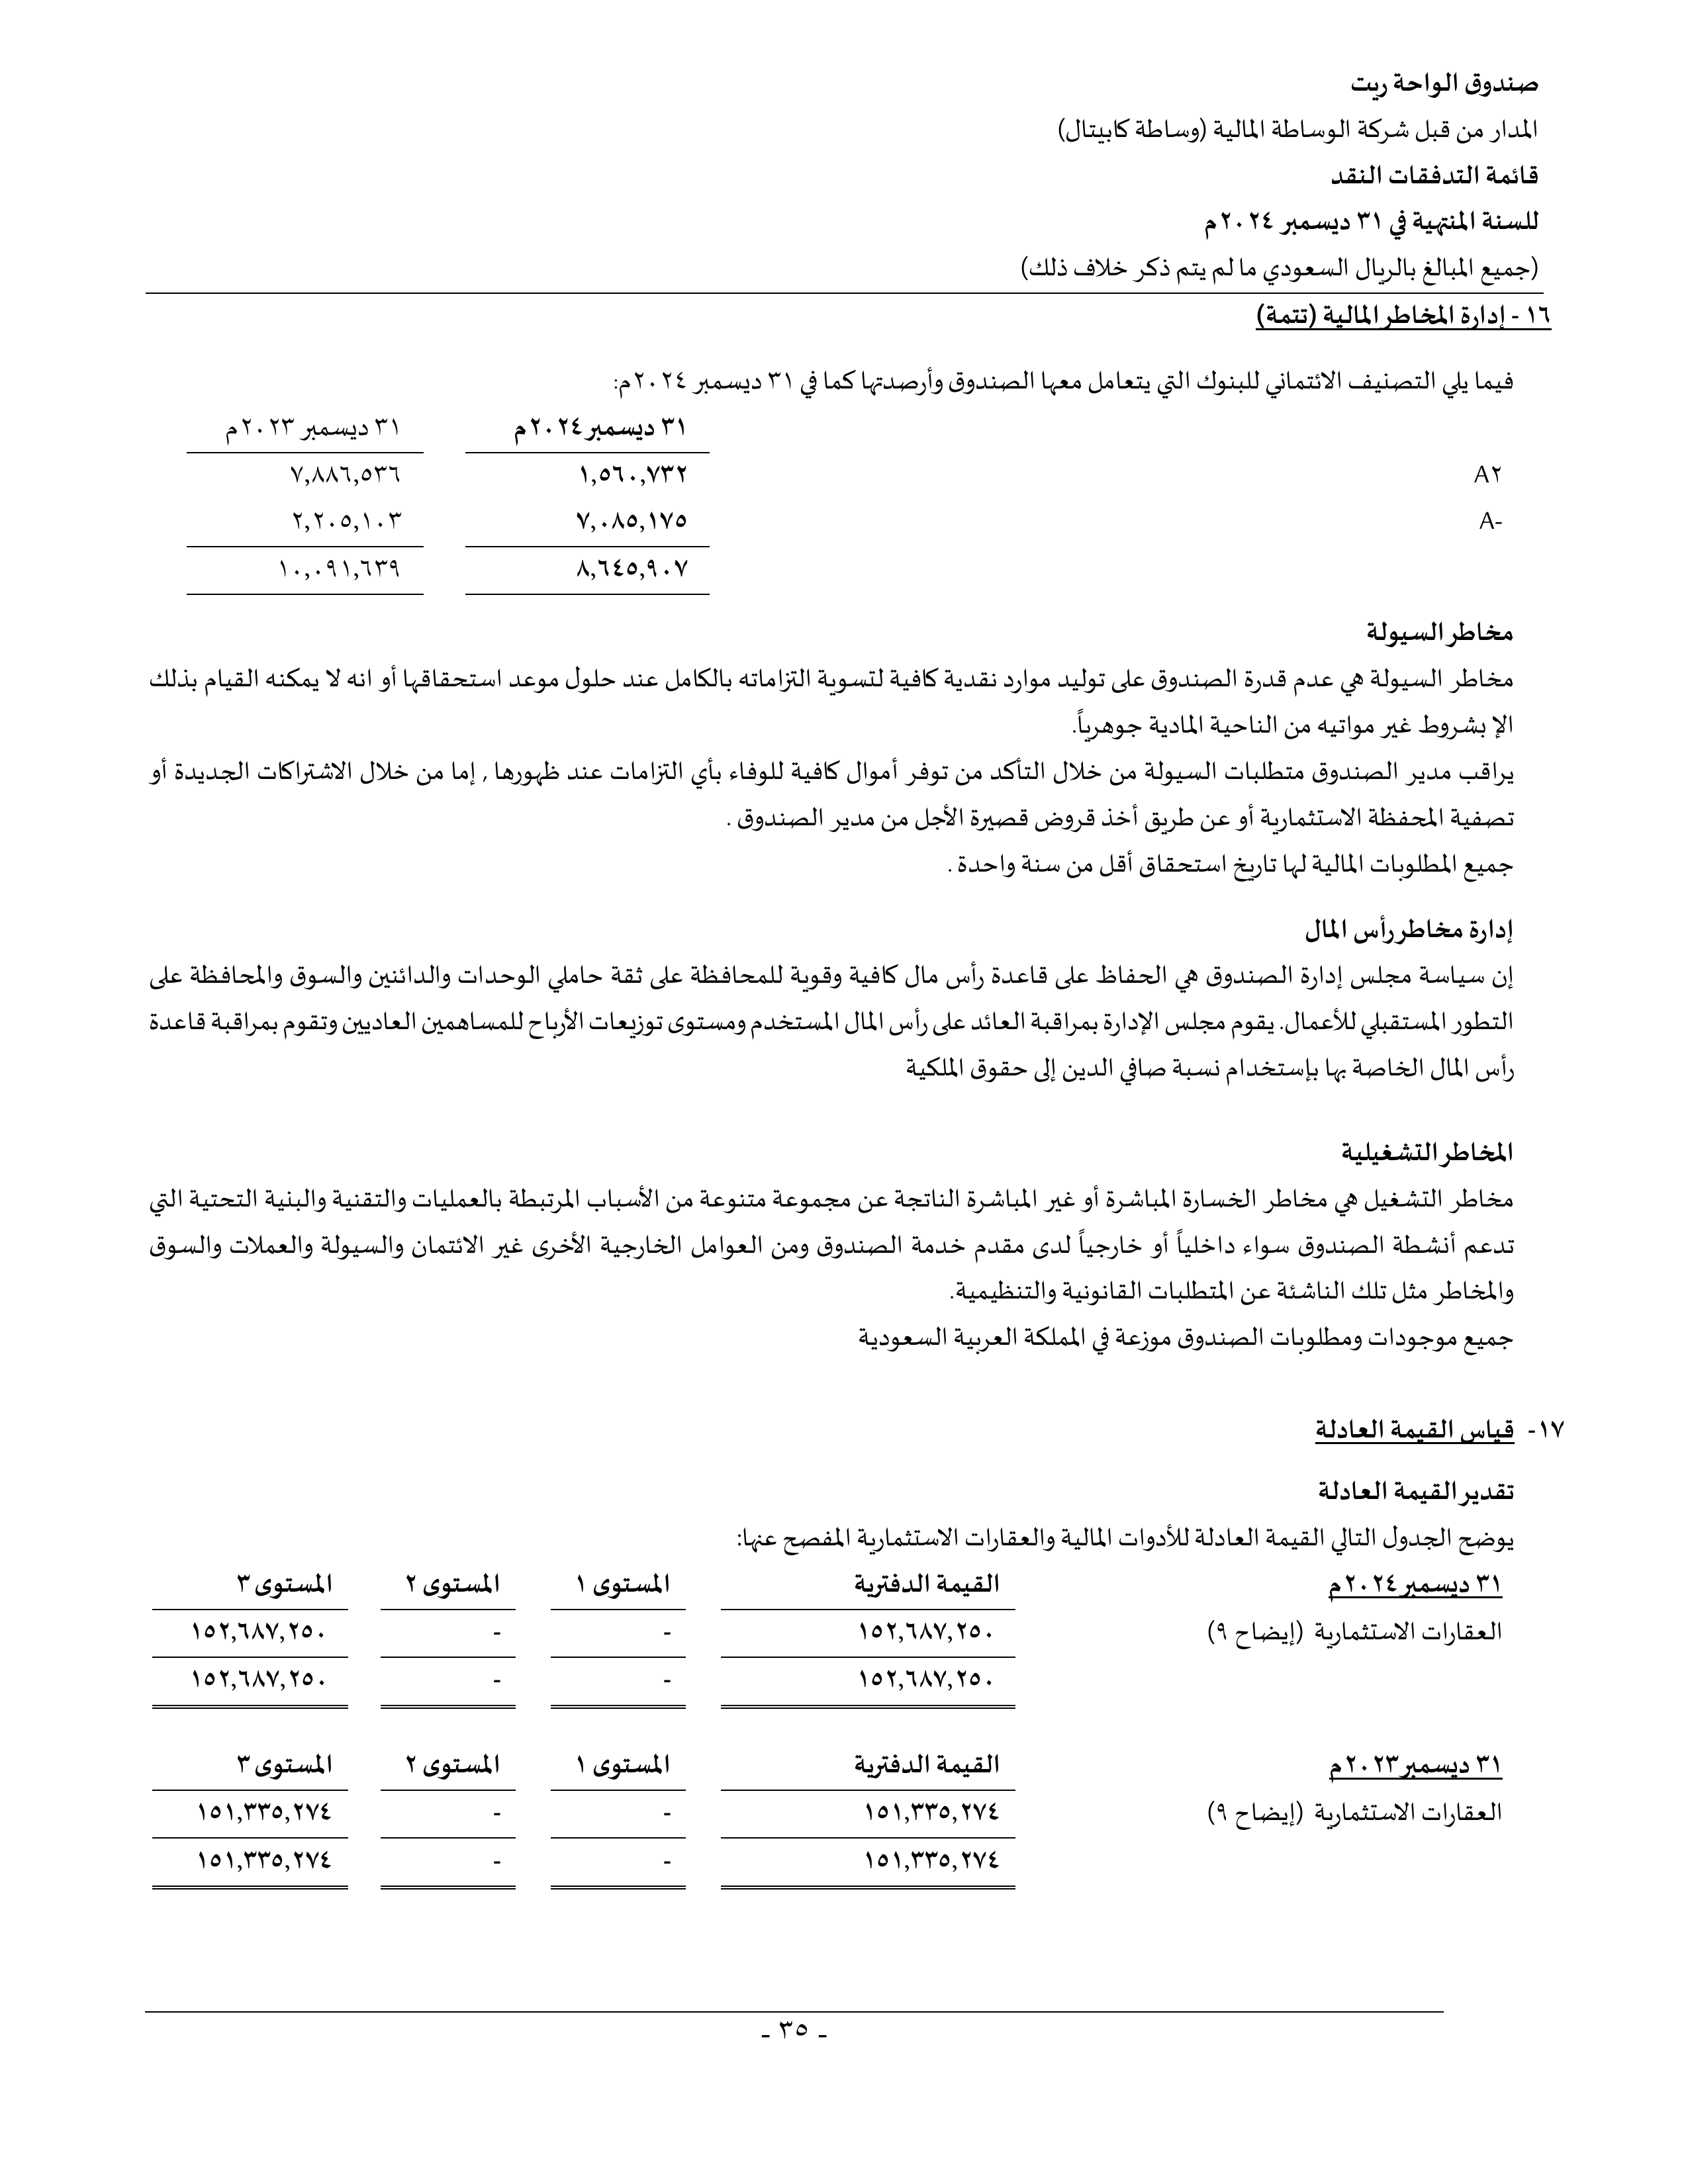 صندوق الواحة ريت
المدار من قبل شركة الوساطة المالية (وساطة كابيتال)
قائمة التدفقات النقد
للسنة المنتهية في ٣١ ديسمبر ٢٠٢٤م
(جميع المبالغ بالريال السعودي ما لم يتم ذكر خلاف ذلك)
١٦ - إدارة المخاطر المالية (تتمة)
فيما يلي التصنيف الائتماني للبنوك التي يتعامل معها الصندوق وأرصدتها كما في ٣١ ديسمبر ٢٠٢٤م:
٣١ ديسمبر ٢٠٢٤م ٣١ ديسمبر ٢٠٢٣م
A٢ ١,٥٦٠,٧٣٢ ٧,٨٨٦,٥٣٦
A- ٧,٠٨٥,١٧٥ ٢,٢٠٥,١٠٣
٨,٦٤٥,٩٠٧ ١٠,٠٩١,٦٣٩
مخاطر السيولة
مخاطر السيولة هي عدم قدرة الصندوق على توليد موارد نقدية كافية لتسوية التزاماته بالكامل عند حلول موعد استحقاقها أو انه لا يمكنه القيام بذلك
الإ بشروط غير مواتيه من الناحية المادية جوهرياً.
يراقب مدير الصندوق متطلبات السيولة من خلال التأكد من توفر أموال كافية للوفاء بأي التزامات عند ظهورها , إما من خلال الاشتراكات الجديدة أو
تصفية المحفظة الاستثمارية أو عن طريق أخذ قروض قصيرة الأجل من مدير الصندوق .
جميع المطلوبات المالية لها تاريخ استحقاق أقل من سنة واحدة .
إدارة مخاطر رأس المال
إن سياسة مجلس إدارة الصندوق هي الحفاظ على قاعدة رأس مال كافية وقوية للمحافظة على ثقة حاملي الوحدات والدائنين والسوق والمحافظة على
التطور المستقبلي للأعمال. يقوم مجلس الإدارة بمراقبة العائد على رأس المال المستخدم ومستوى توزيعات الأرباح للمساهمين العاديين وتقوم بمراقبة قاعدة
رأس المال الخاصة بها بإستخدام نسبة صافي الدين إلى حقوق الملكية
المخاطر التشغيلية
مخاطر التشغيل هي مخاطر الخسارة المباشرة أو غير المباشرة الناتجة عن مجموعة متنوعة من الأسباب المرتبطة بالعمليات والتقنية والبنية التحتية التي
تدعم أنشطة الصندوق سواء داخلياً أو خارجياً لدى مقدم خدمة الصندوق ومن العوامل الخارجية الأخرى غير الائتمان والسيولة والعملات والسوق
والمخاطر مثل تلك الناشئة عن المتطلبات القانونية والتنظيمية.
جميع موجودات ومطلوبات الصندوق موزعة في المملكة العربية السعودية
١٧- قياس القيمة العادلة
تقدير القيمة العادلة
يوضح الجدول التالي القيمة العادلة للأدوات المالية والعقارات الاستثمارية المفصح عنها:
٣١ ديسمبر ٢٠٢٤م القيمة الدفترية المستوى ١ المستوى ٢ المستوى ٣
العقارات الاستثمارية (إيضاح ٩) ١٥٢,٦٨٧,٢٥٠ - - ١٥٢,٦٨٧,٢٥٠
١٥٢,٦٨٧,٢٥٠ - - ١٥٢,٦٨٧,٢٥٠
٣١ ديسمبر ٢٠٢٣م القيمة الدفترية المستوى ١ المستوى ٢ المستوى ٣
العقارات الاستثمارية (إيضاح ٩) ١٥١,٣٣٥,٢٧٤ - - ١٥١,٣٣٥,٢٧٤
١٥١,٣٣٥,٢٧٤ - - ١٥١,٣٣٥,٢٧٤
- ٣٥ -